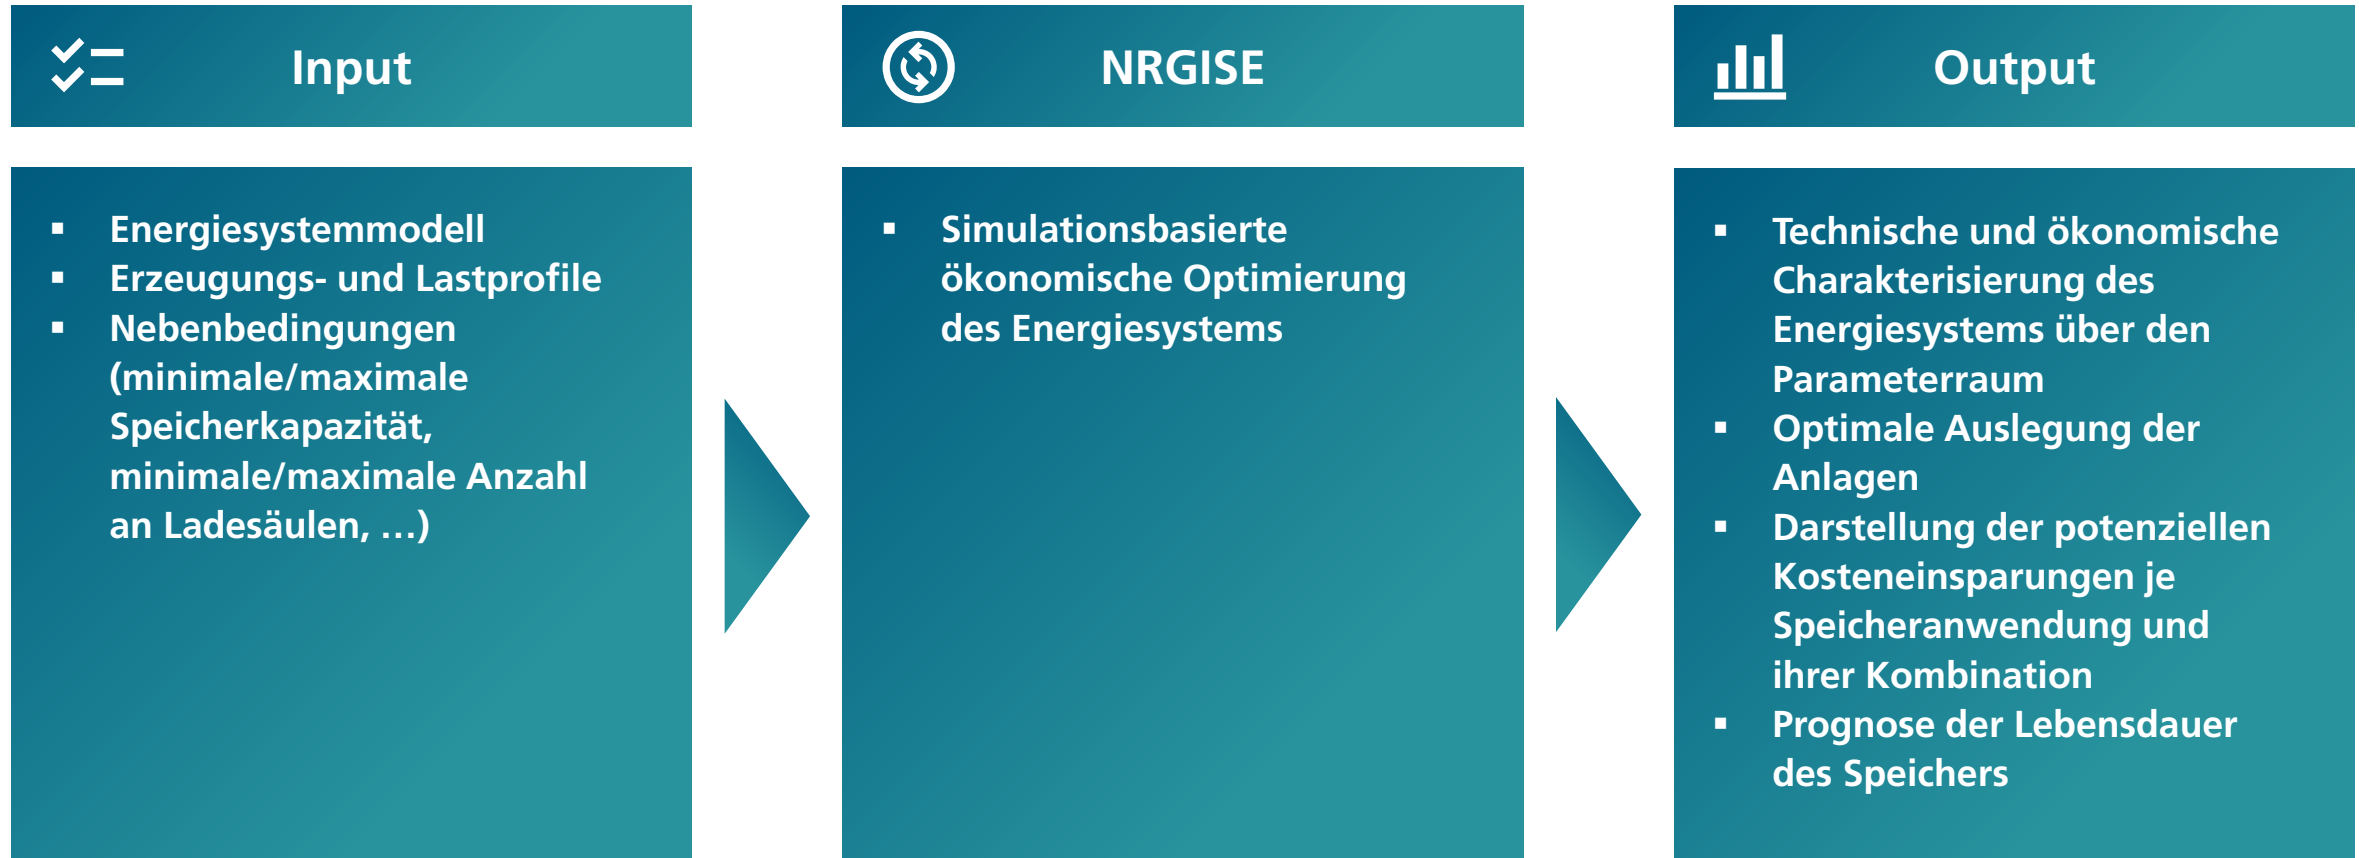 Input
▪ Energiesystemmodell
▪ Erzeugungs- und Lastprofile
▪ Nebenbedingungen
(minimale/maximale
Speicherkapazität,
minimale/maximale Anzahl
an Ladesäulen, …)
NRGISE
▪ Simulationsbasierte
ökonomische Optimierung
des Energiesystems
Output
▪ Technische und ökonomische
Charakterisierung des
Energiesystems über den
Parameterraum
▪ Optimale Auslegung der
Anlagen
▪ Darstellung der potenziellen
Kosteneinsparungen je
Speicheranwendung und
ihrer Kombination
▪ Prognose der Lebensdauer
des Speichers